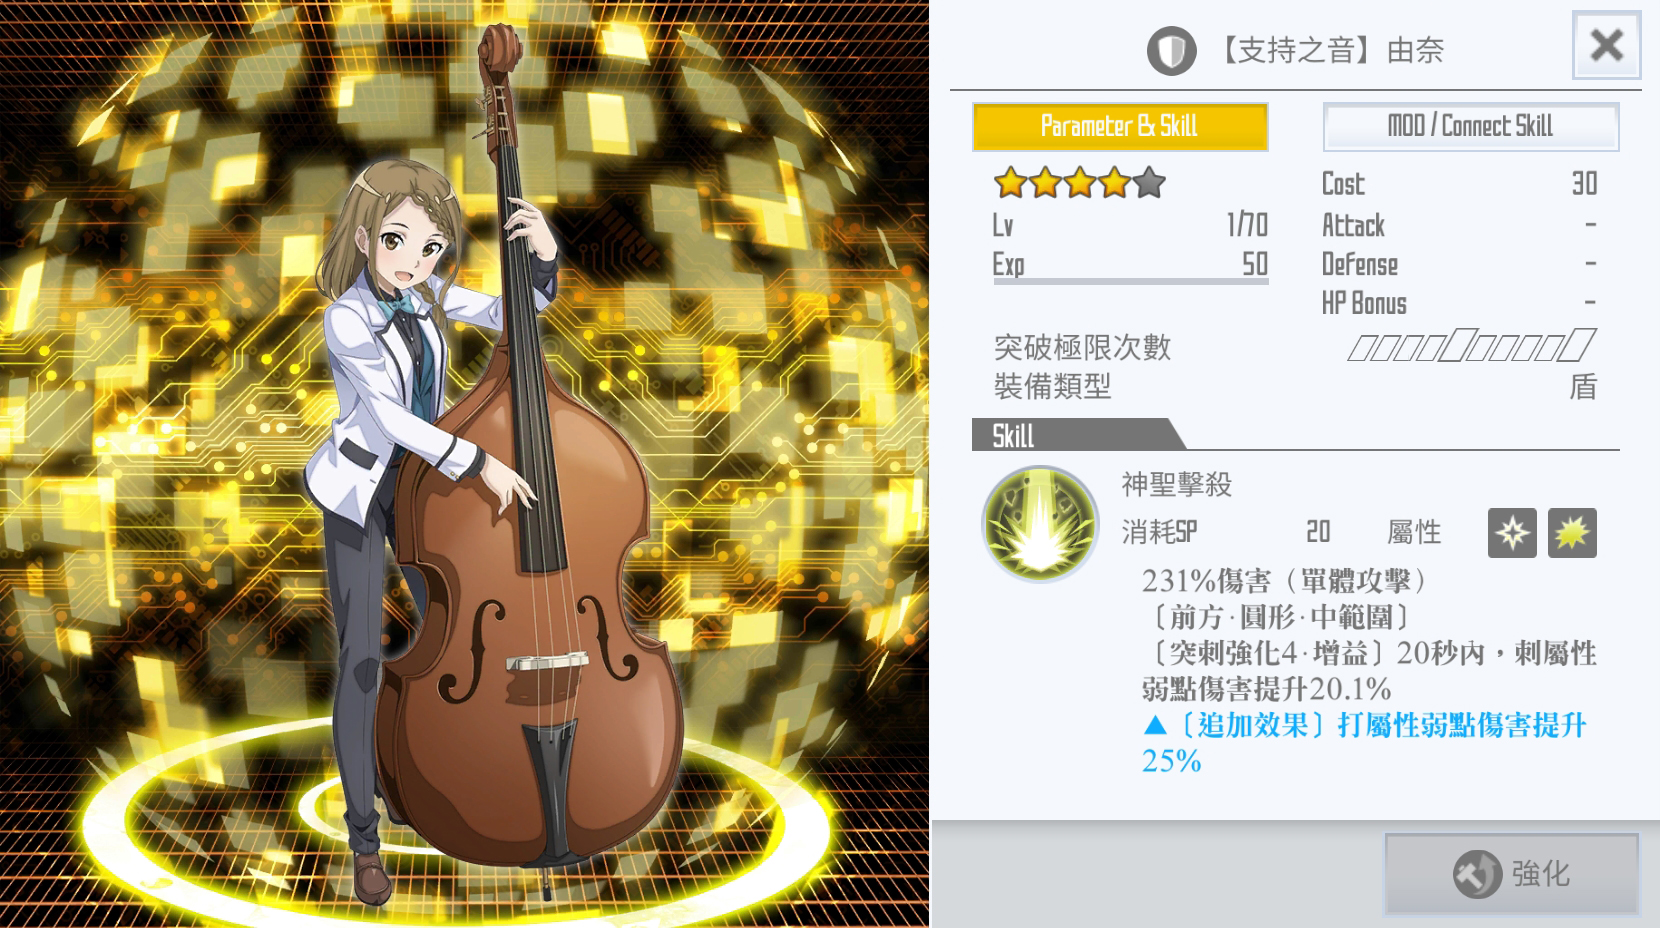 【支持之音】由奈
Parameter & Skill
MOD / Connect Skill
Lv 1/70
Exp 50
Cost 30
Attack -
Defense -
HP Bonus -
突破極限次數
裝備類型 盾
Skill
神聖擊殺
消耗SP 20 屬性
231%傷害（單體攻擊）
〔前方·圓形·中範圍〕
〔突刺強化4·增益〕20秒內，刺屬性
弱點傷害提升20.1%
▲〔追加效果〕打屬性弱點傷害提升
25%
強化